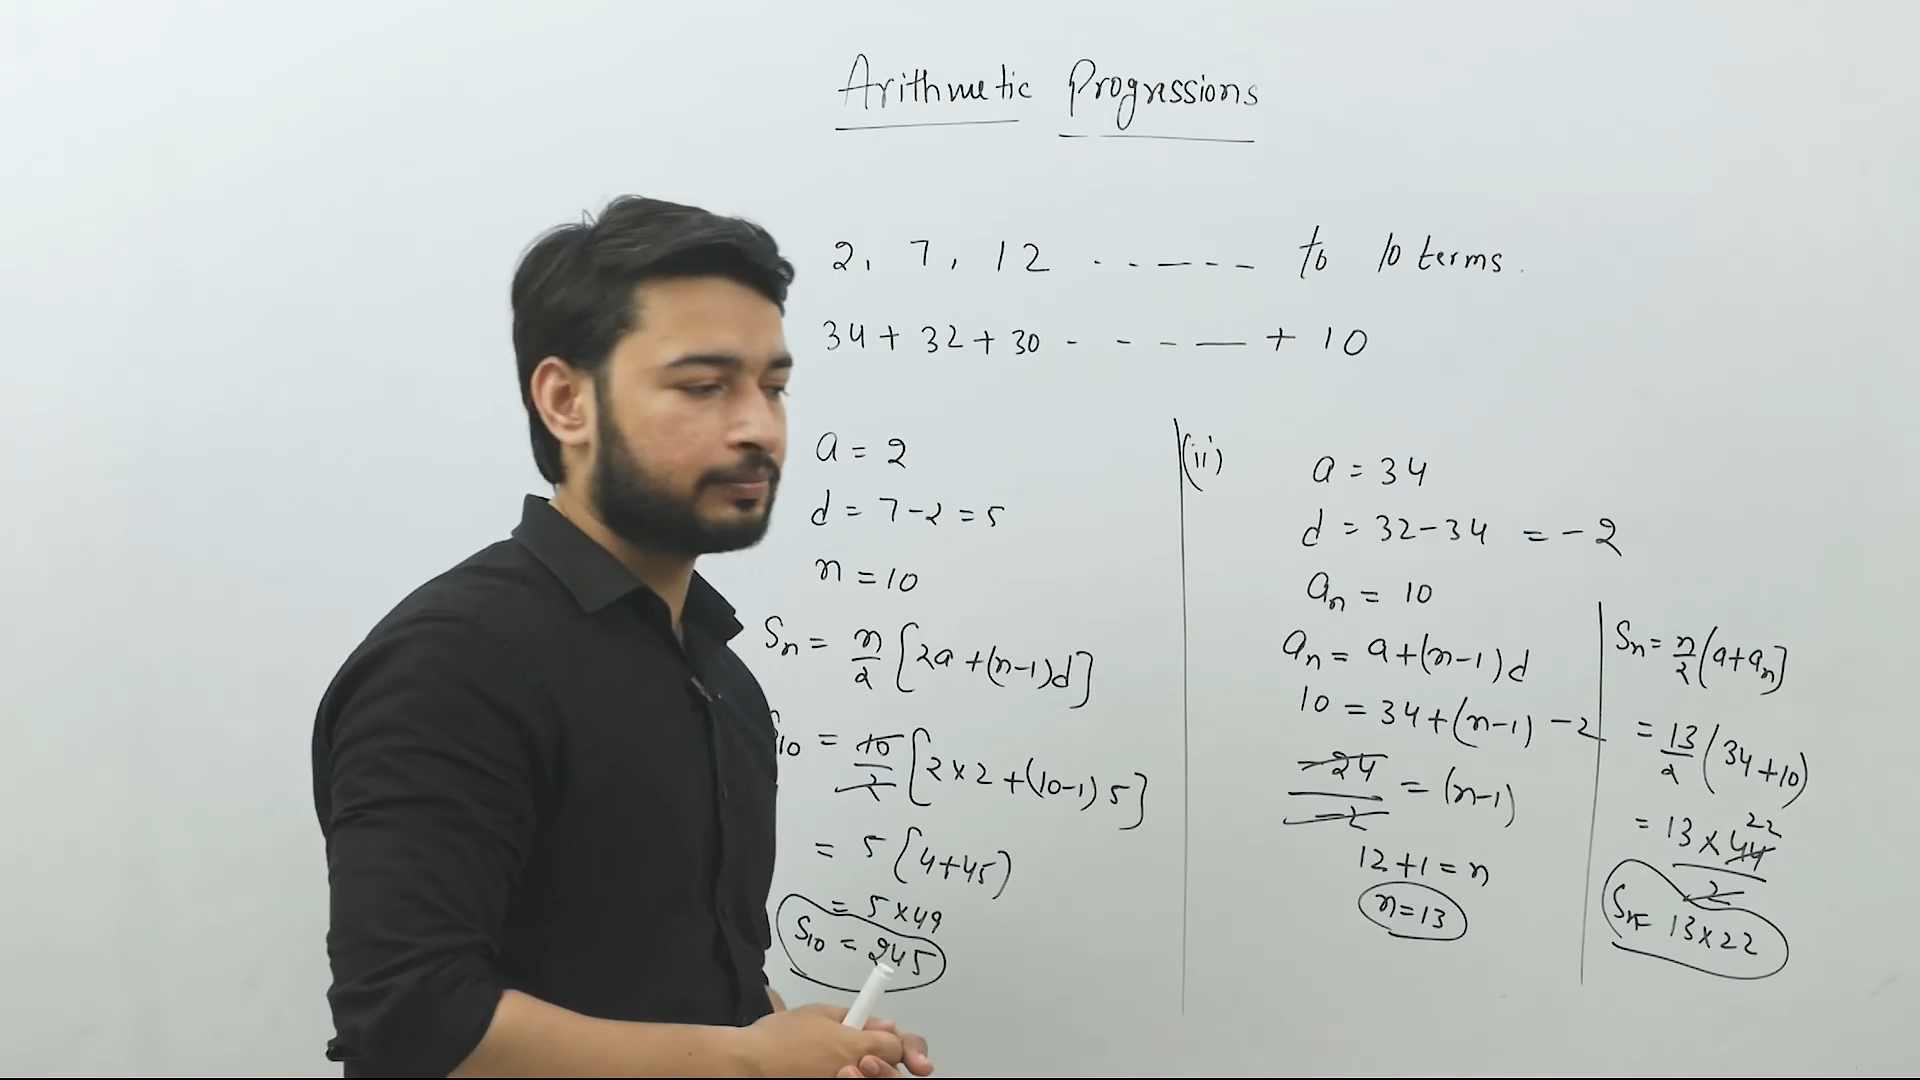 Arithmetic Progressions
2, 7, 12 ------ to 10 terms.
34 + 32 + 30 - - - — + 10
a = 2
d = 7-2 = 5
n = 10
Sn = n/2 [2a + (n-1)d]
10 = 10/2 [2×2 + (10-1) 5]
= 5 (4+45)
= 5×49
S10 = 245
(ii)
a = 34
d = 32-34 = -2
an = 10
an = a+(n-1)d
10 = 34+(n-1) -2
-24/-2 = (n-1)
12+1 = n
n=13
Sn = n/2 (a+an]
= 13/2 (34+10)
= 13 × 44/2 22
Sn= 13×22